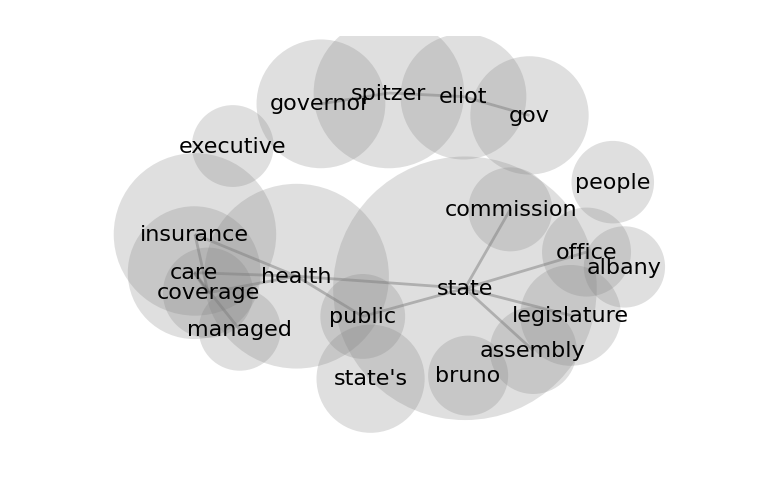 spitzer
eliot
governor
gov
executive
people
commission
insurance
office
albany
care
health
state
coverage
public
legislature
managed
assembly
bruno
state's